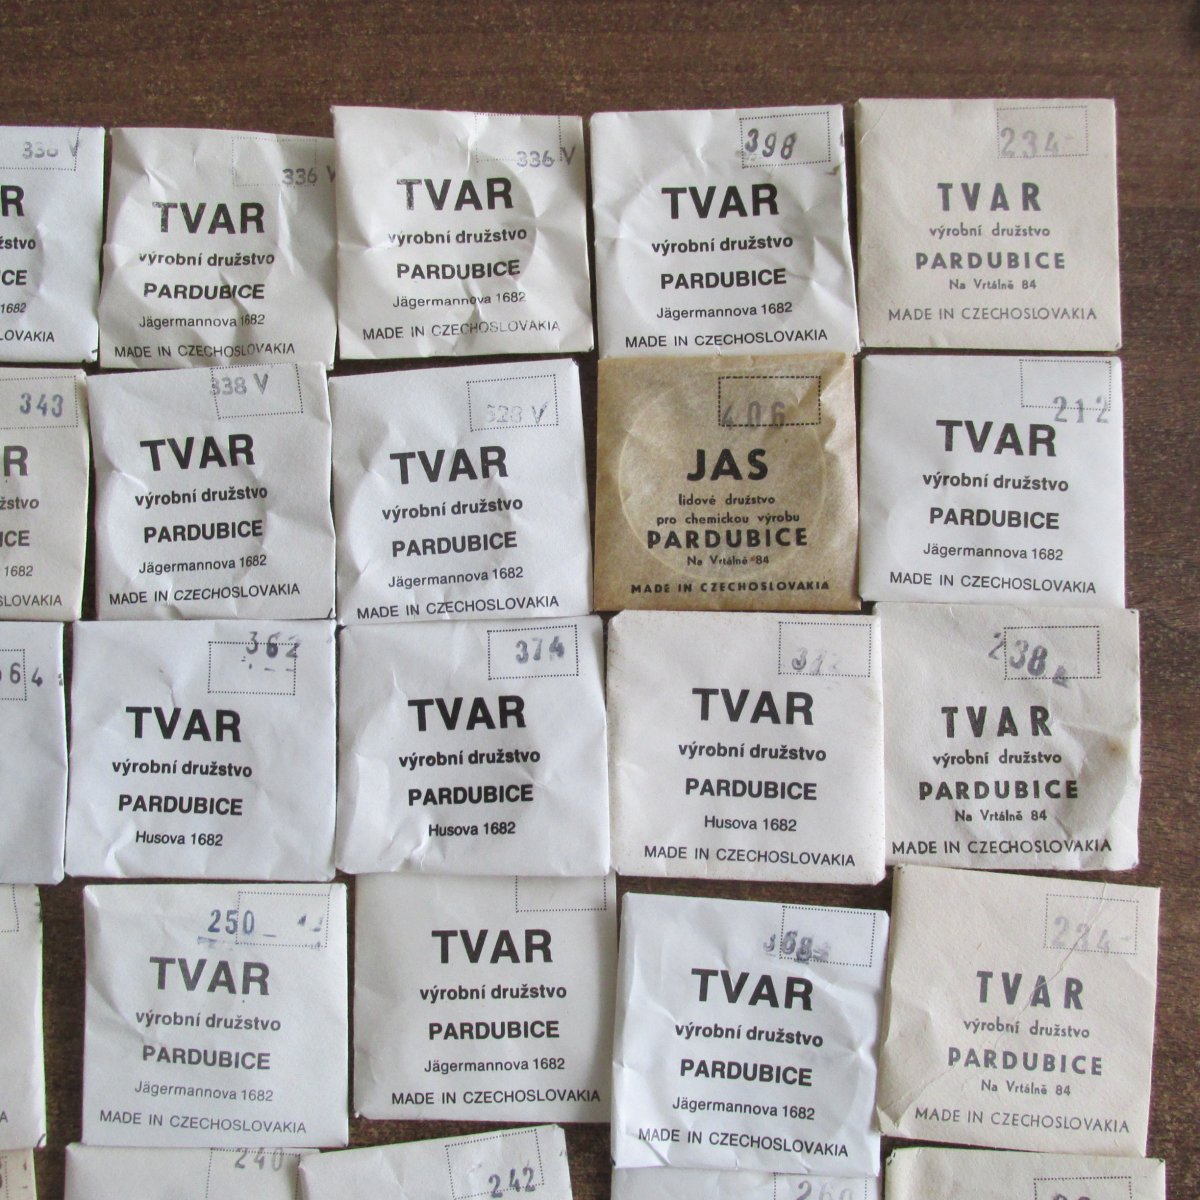 336 V
TVAR
výrobní družstvo
PARDUBICE
Jägermannova 1682
MADE IN CZECHOSLOVAKIA
336 V
TVAR
výrobní družstvo
PARDUBICE
Jägermannova 1682
MADE IN CZECHOSLOVAKIA
398
TVAR
výrobní družstvo
PARDUBICE
Jägermannova 1682
MADE IN CZECHOSLOVAKIA
234-
TVAR
výrobní družstvo
PARDUBICE
Na Vrtálně 84
MADE IN CZECHOSLOVAKIA
343
1682
338 V
TVAR
výrobní družstvo
PARDUBICE
Jägermannova 1682
MADE IN CZECHOSLOVAKIA
TVAR
výrobní družstvo
PARDUBICE
Jägermannova 1682
MADE IN CZECHOSLOVAKIA
406
JAS
lidové družstvo
pro chemickou výrobu
PARDUBICE
Na Vrtálně 84
MADE IN CZECHOSLOVAKIA
212
TVAR
výrobní družstvo
PARDUBICE
Jägermannova 1682
MADE IN CZECHOSLOVAKIA
362
TVAR
výrobní družstvo
PARDUBICE
Husova 1682
374
TVAR
výrobní družstvo
PARDUBICE
Husova 1682
TVAR
výrobní družstvo
PARDUBICE
Husova 1682
MADE IN CZECHOSLOVAKIA
238
TVAR
výrobní družstvo
PARDUBICE
Na Vrtálně 84
MADE IN CZECHOSLOVAKIA
250
TVAR
výrobní družstvo
PARDUBICE
Jägermannova 1682
MADE IN CZECHOSLOVAKIA
TVAR
výrobní družstvo
PARDUBICE
Jägermannova 1682
MADE IN CZECHOSLOVAKIA
368
TVAR
výrobní družstvo
PARDUBICE
Jägermannova 1682
MADE IN CZECHOSLOVAKIA
234-
TVAR
výrobní družstvo
PARDUBICE
Na Vrtálně 84
MADE IN CZECHOSLOVAKIA
240
242